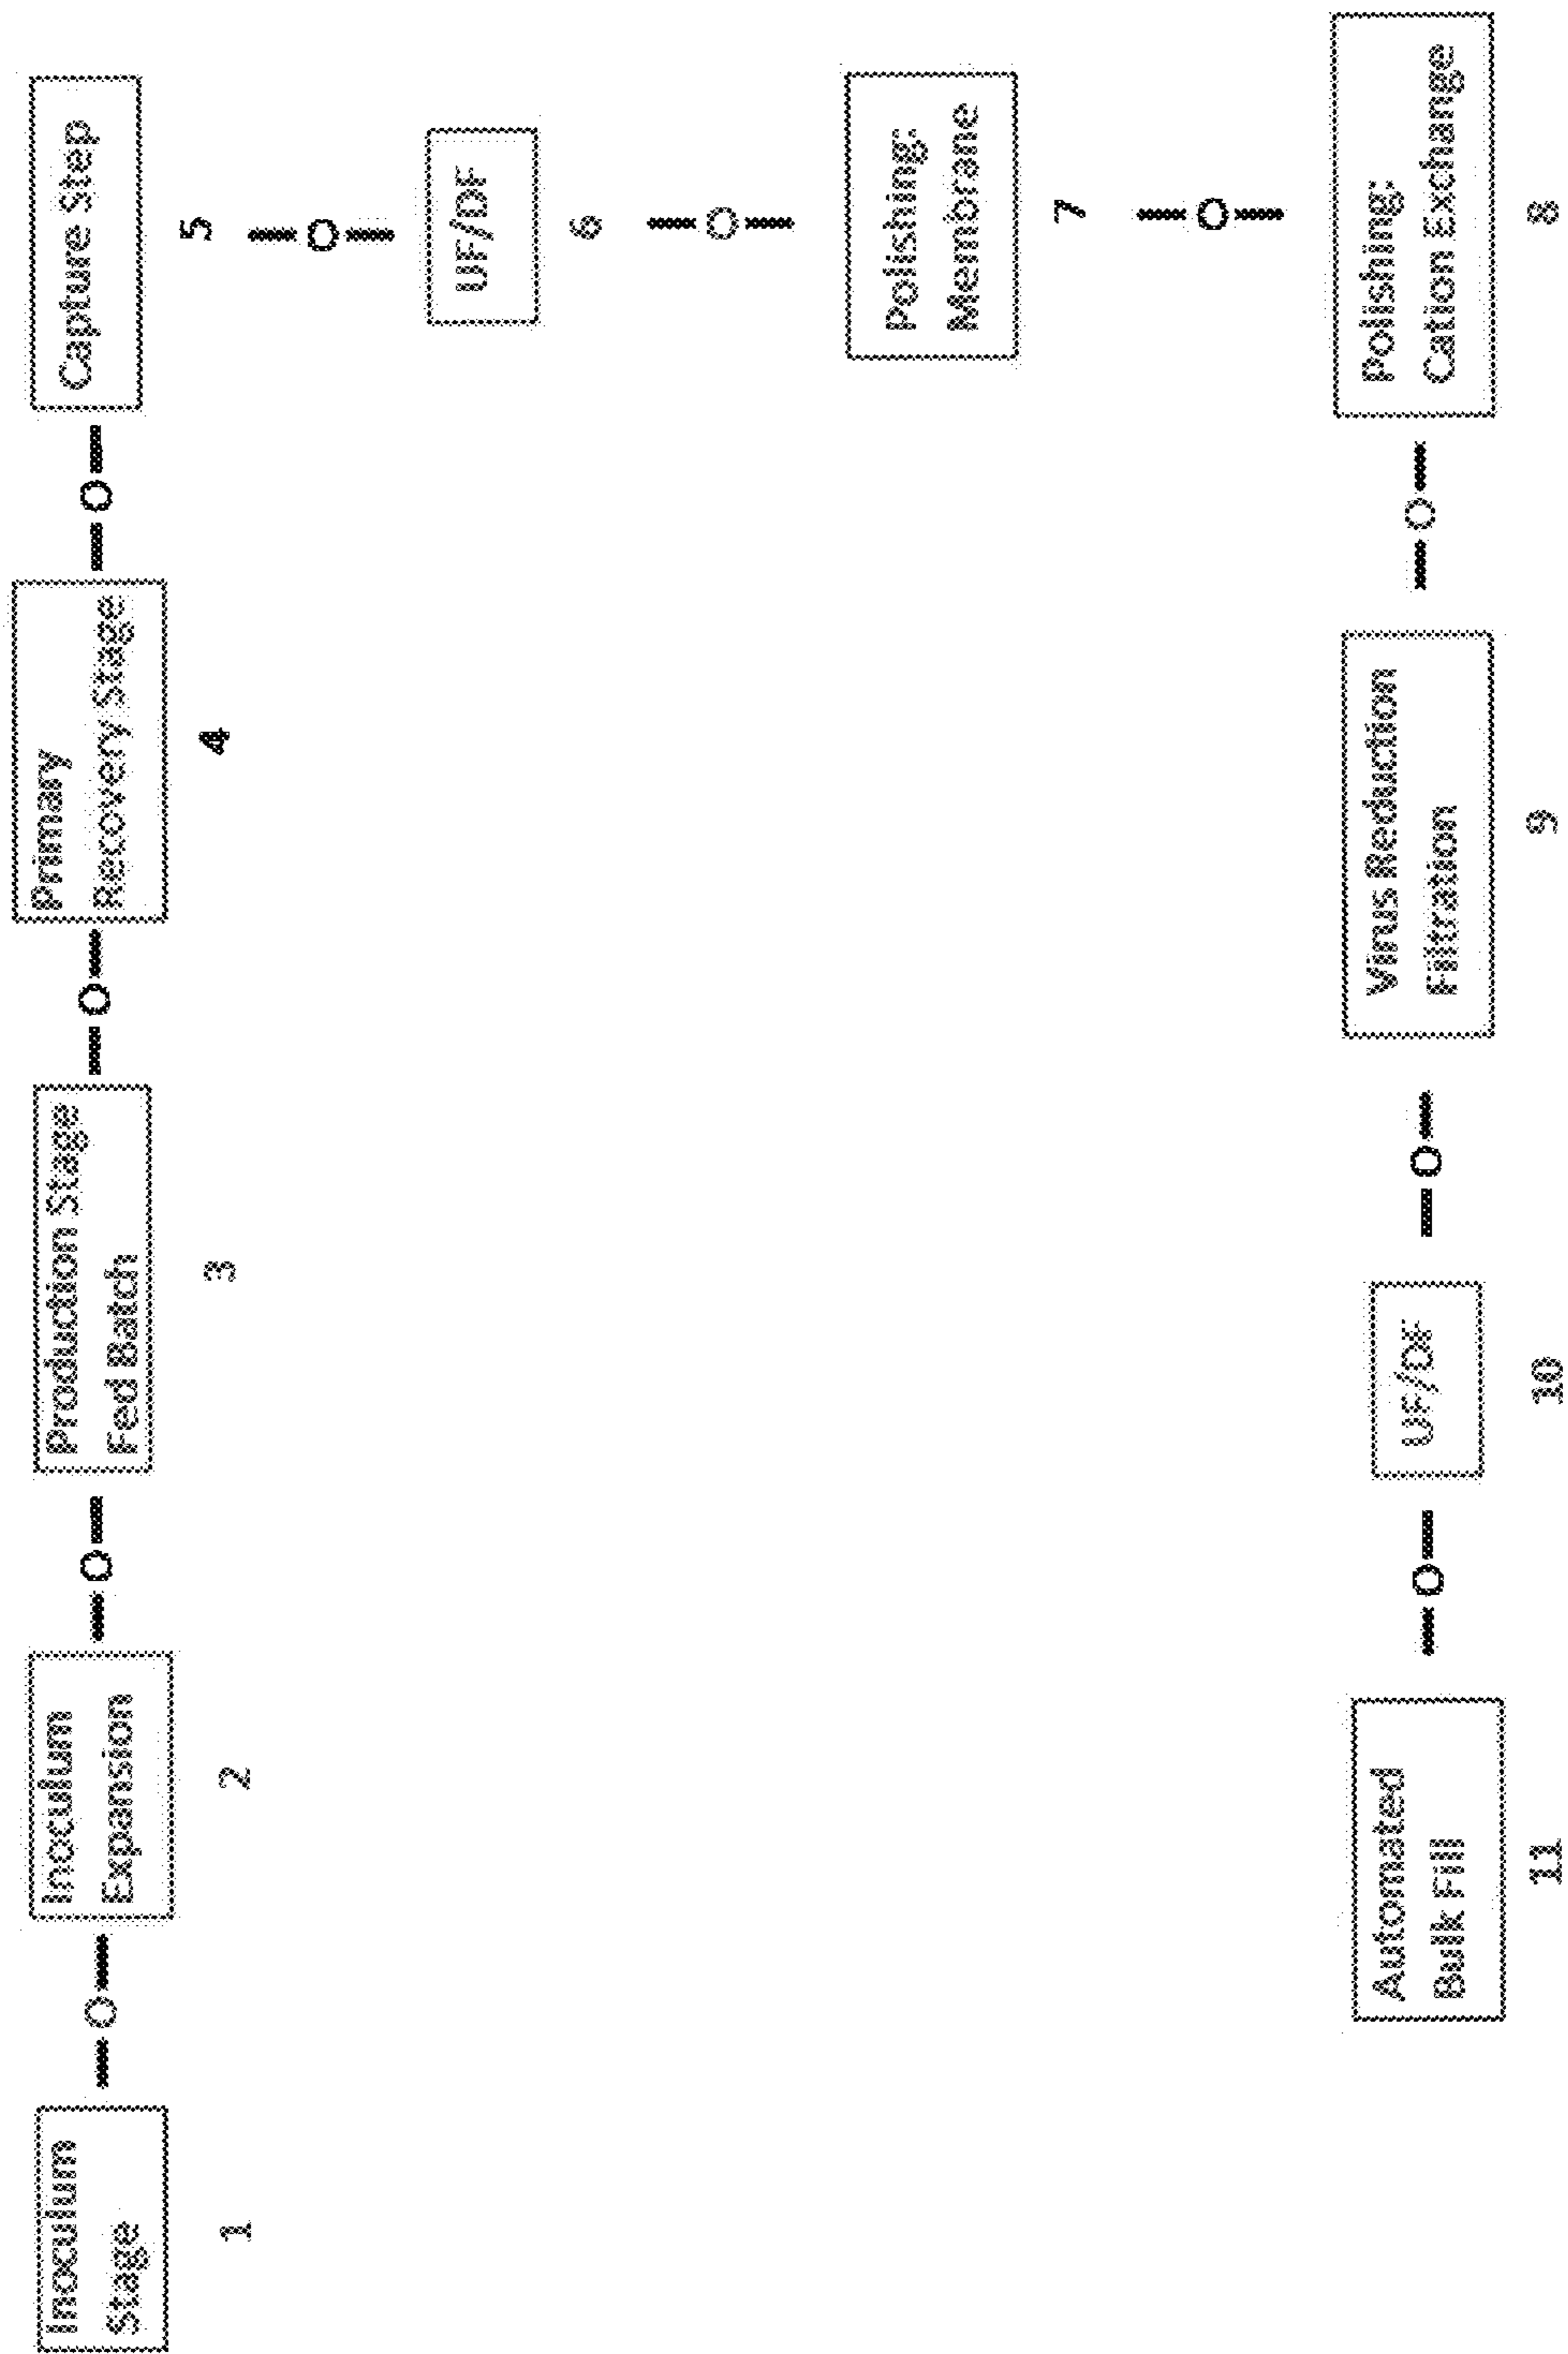 Inoculum
Stage
1
Inoculum
Expansion
2
Production Stage
Fed Batch
3
Primary
Recovery Stage
4
Capture Step
5
UF/DF
6
Polishing:
Membrane
7
Polishing:
Cation Exchange
8
Virus Reduction
Filtration
9
UF/DF
10
Automated
Bulk Fill
11